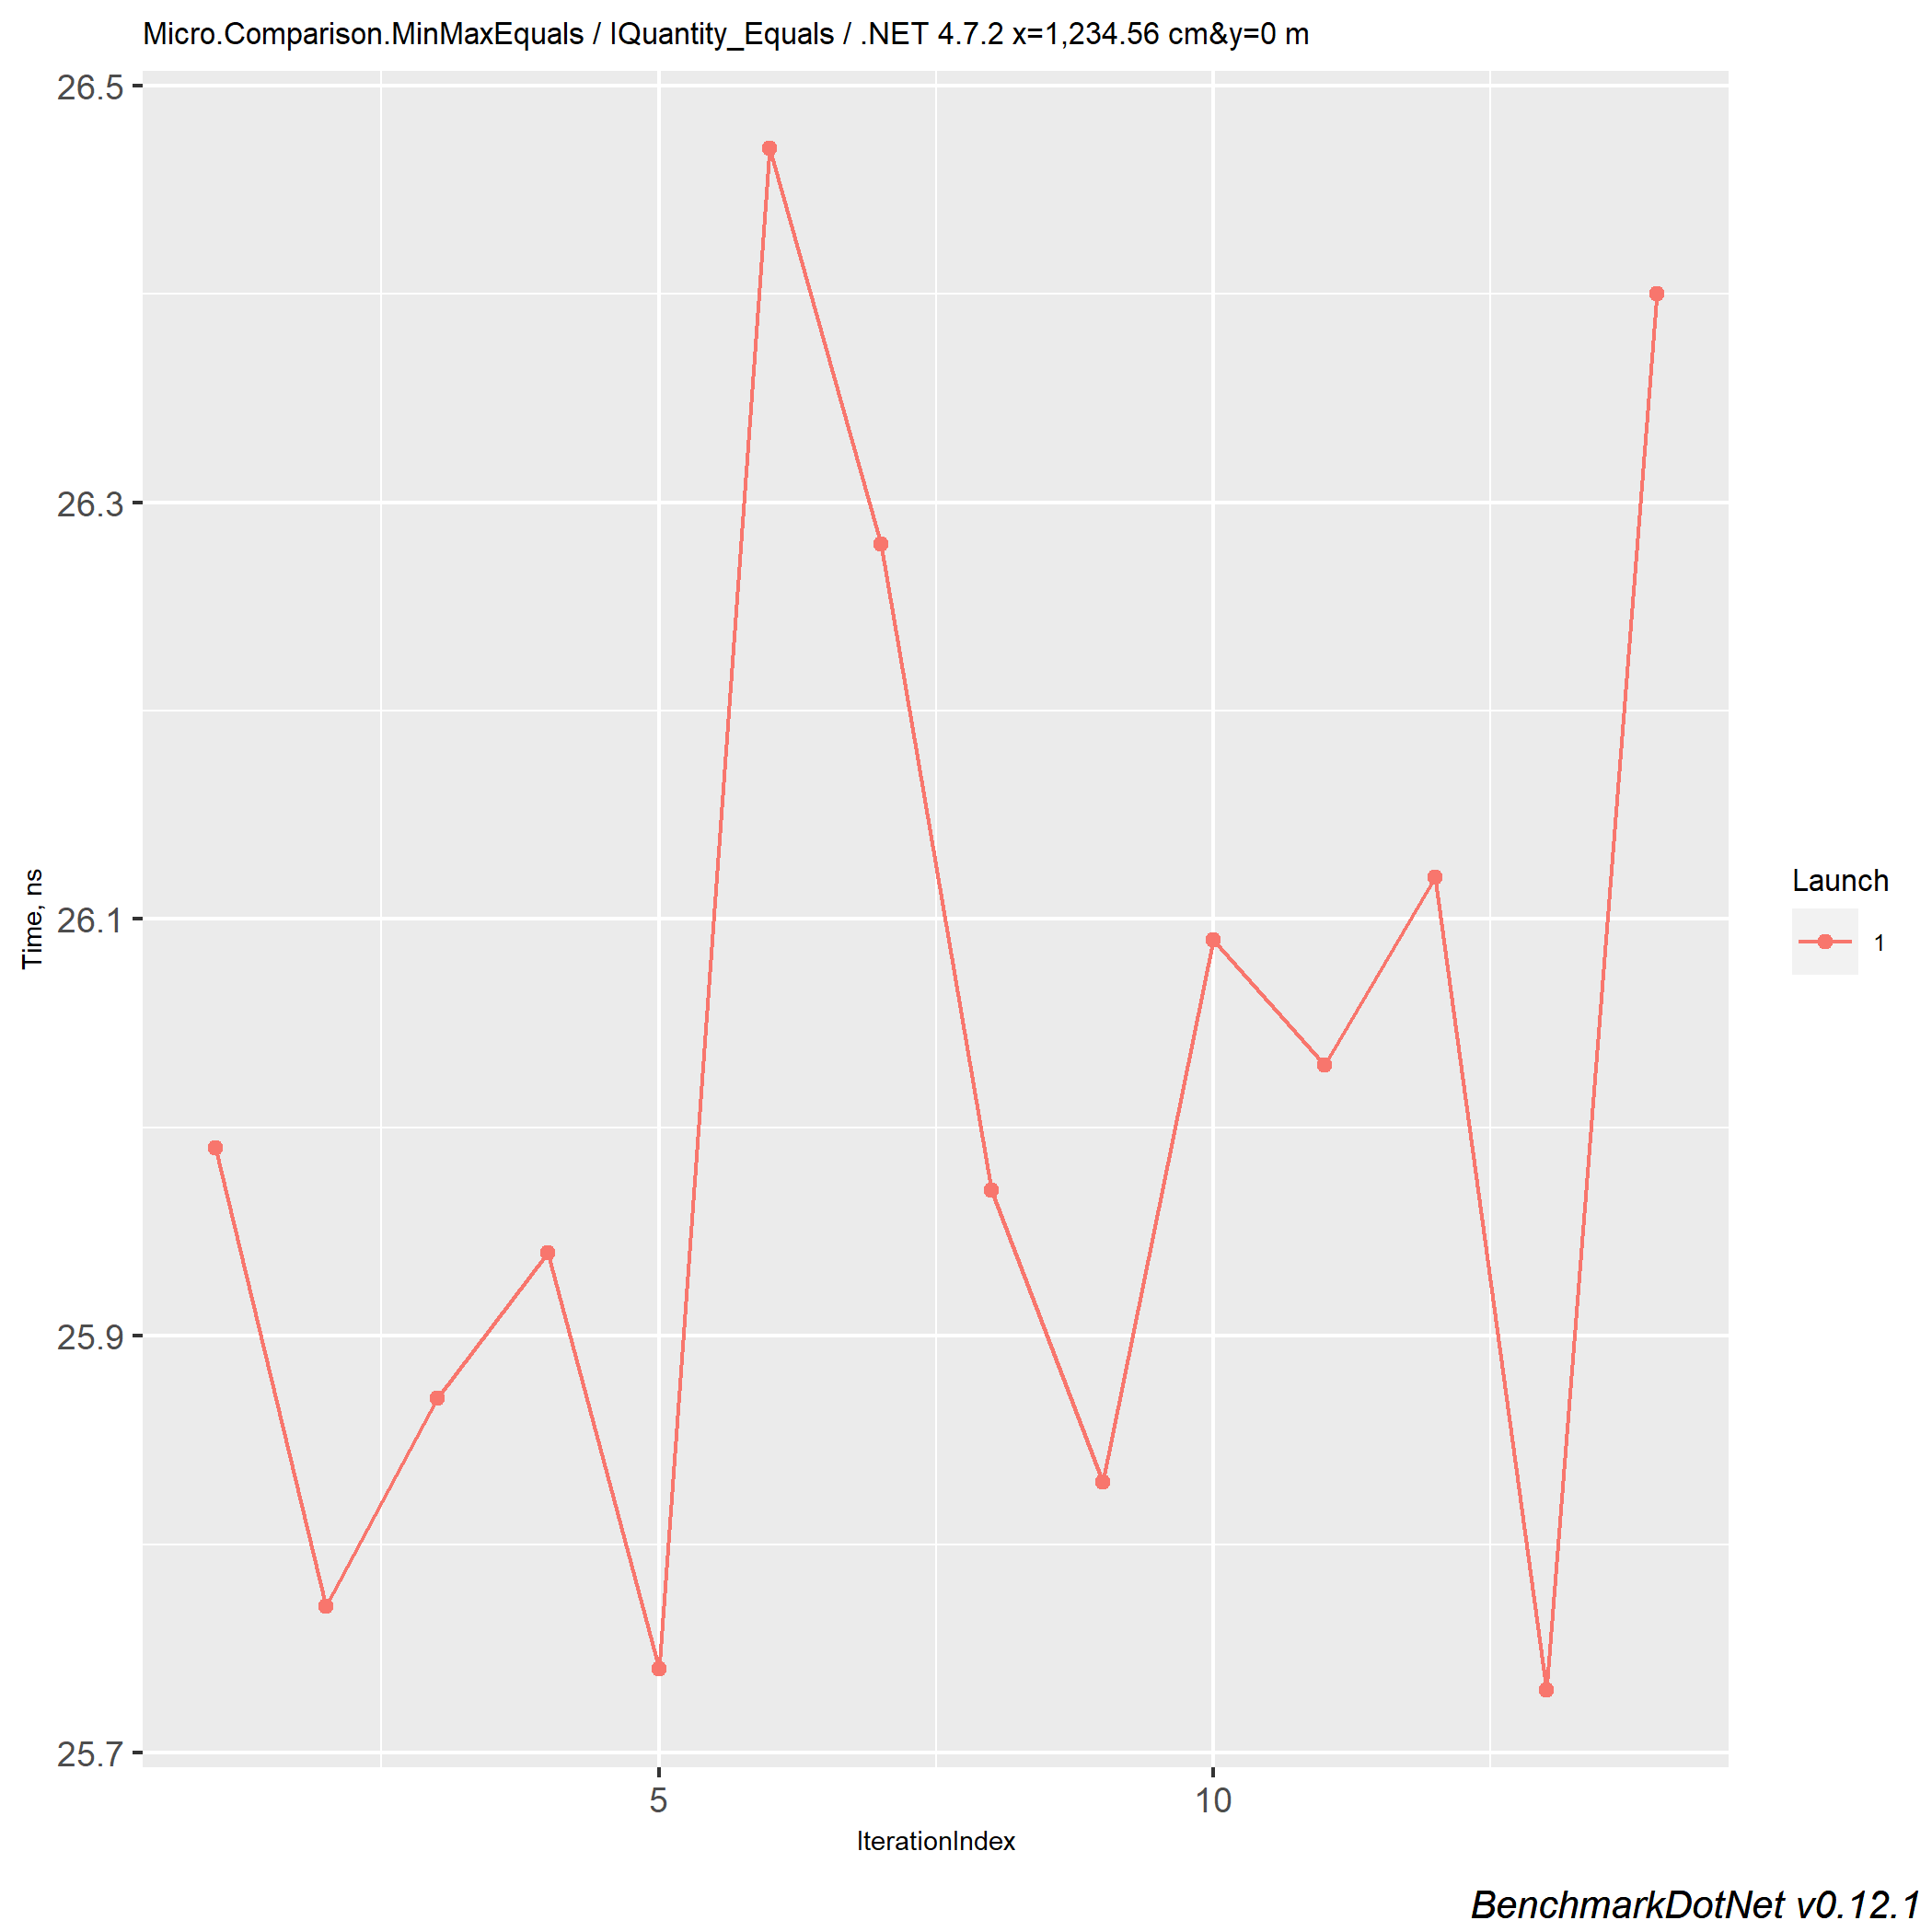 Micro.Comparison.MinMaxEquals / IQuantity_Equals / .NET 4.7.2 x=1,234.56 cm&y=0 m
26.5
26.3
26.1
25.9
25.7
Time, ns
5
10
IterationIndex
Launch
1
BenchmarkDotNet v0.12.1